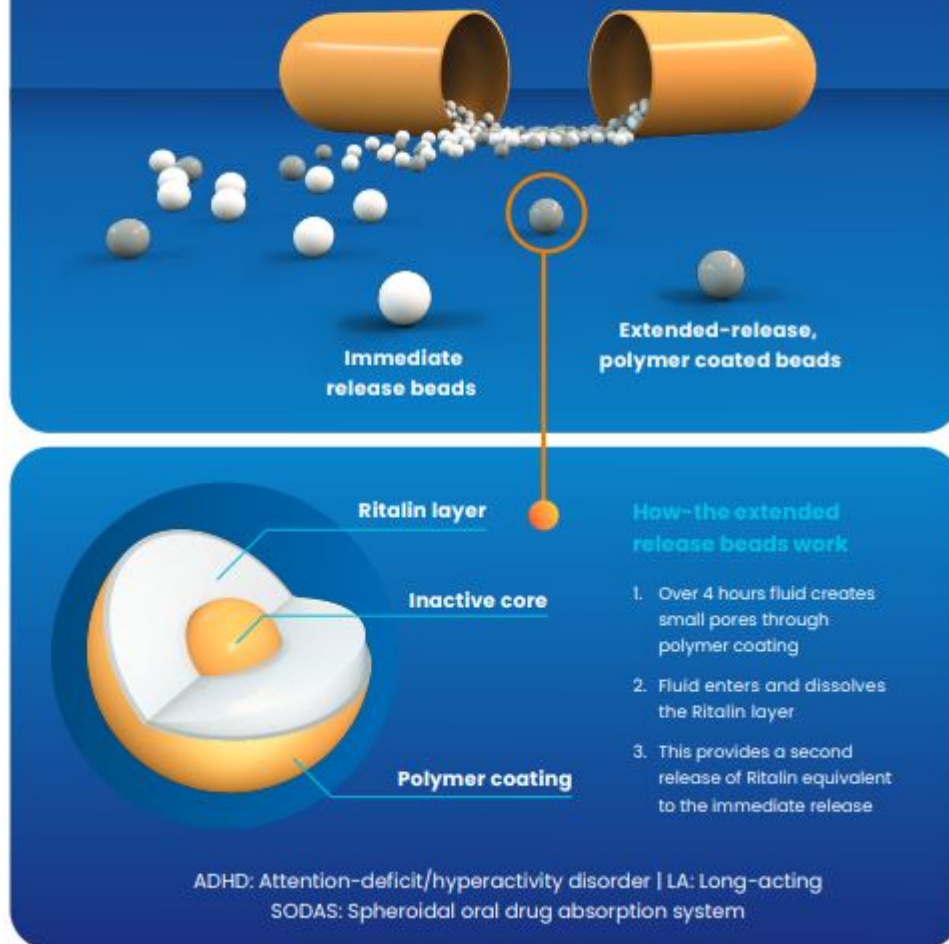 Immediate
release beads
Extended-release,
polymer coated beads
Ritalin layer
Inactive core
Polymer coating
How-the extended
release beads work
1. Over 4 hours fluid creates
small pores through
polymer coating
2. Fluid enters and dissolves
the Ritalin layer
3. This provides a second
release of Ritalin equivalent
to the immediate release
ADHD: Attention-deficit/hyperactivity disorder | LA: Long-acting
SODAS: Spheroidal oral drug absorption system